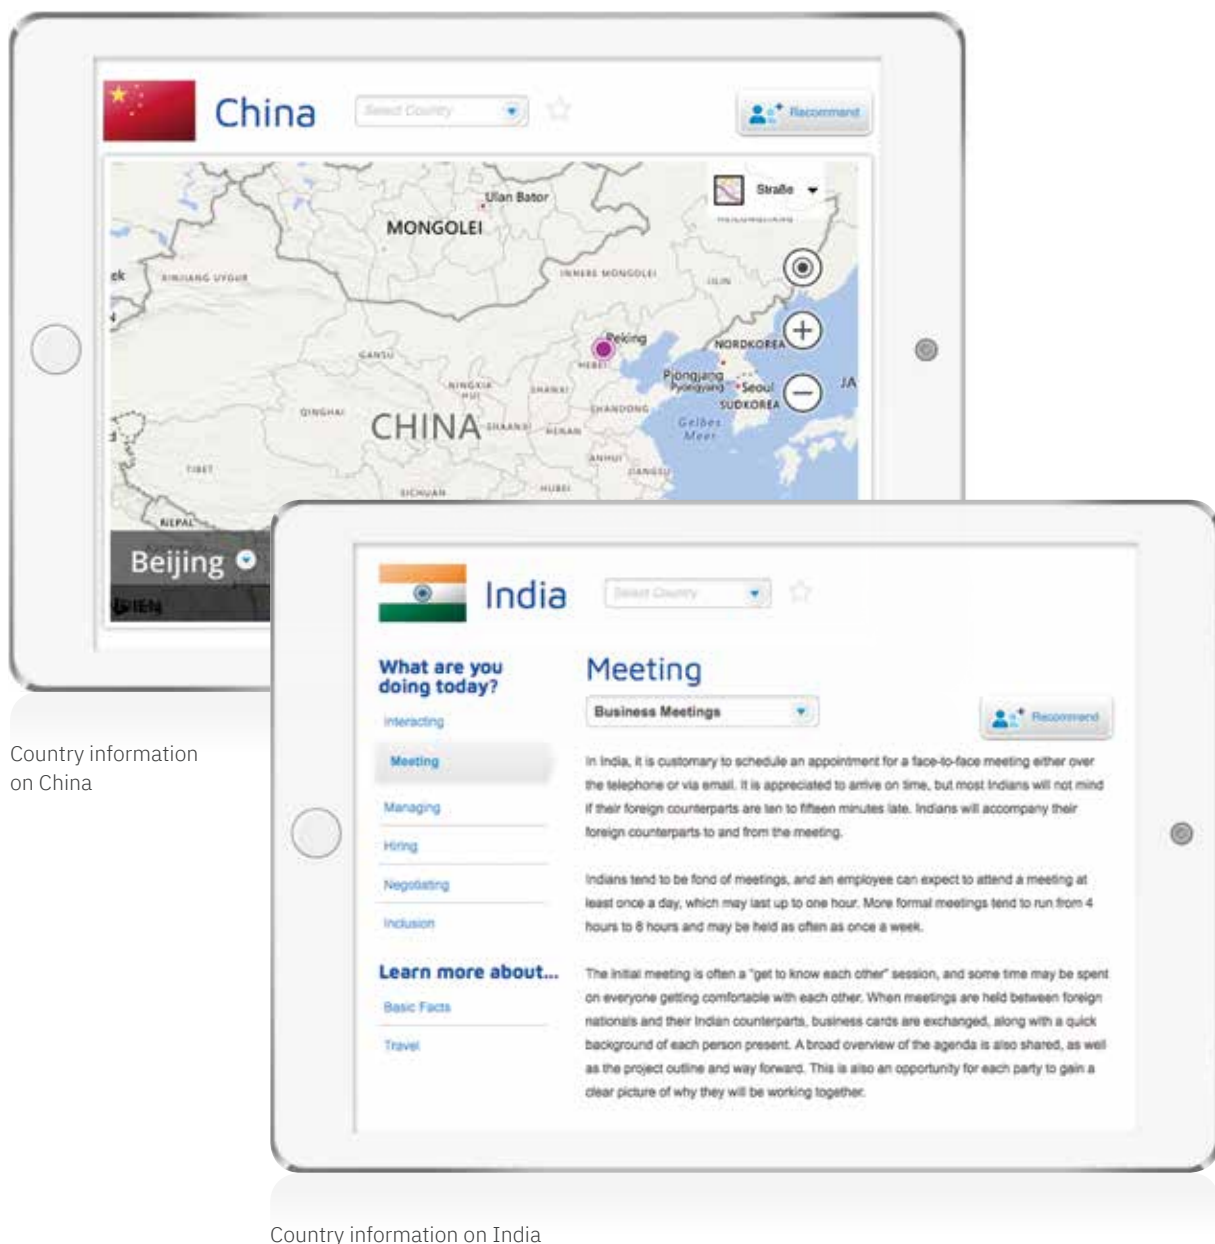 China
Select Country
Recommend
Straße
Ulan Bator
MONGOLEI
XINJIANG UYGUR
INNERE MONGOLEI
JILIN
Peking
NORDKOREA
GANSU
HEBEI
Pjöngjang
Pyongyang
Seoul
JA
NINGXIA
HUI
SHANXI
SÜDKOREA
QINGHAI
SHANDONG
CHINA
SHAANXI
HENAN
Gelbes
Meer
ANHUI
JIANGSU
TIBET
SICHUAN
HUBEI
NEPAL
Beijing
Country information
on China
India
Select Country
What are you
doing today?
Interacting
Meeting
Managing
Hiring
Negotiating
Inclusion
Learn more about...
Basic Facts
Travel
Meeting
Business Meetings
Recommend
In India, it is customary to schedule an appointment for a face-to-face meeting either over
the telephone or via email. It is appreciated to arrive on time, but most Indians will not mind
if their foreign counterparts are ten to fifteen minutes late. Indians will accompany their
foreign counterparts to and from the meeting.
Indians tend to be fond of meetings, and an employee can expect to attend a meeting at
least once a day, which may last up to one hour. More formal meetings tend to run from 4
hours to 8 hours and may be held as often as once a week.
The initial meeting is often a "get to know each other" session, and some time may be spent
on everyone getting comfortable with each other. When meetings are held between foreign
nationals and their Indian counterparts, business cards are exchanged, along with a quick
background of each person present. A broad overview of the agenda is also shared, as well
as the project outline and way forward. This is also an opportunity for each party to gain a
clear picture of why they will be working together.
Country information on India